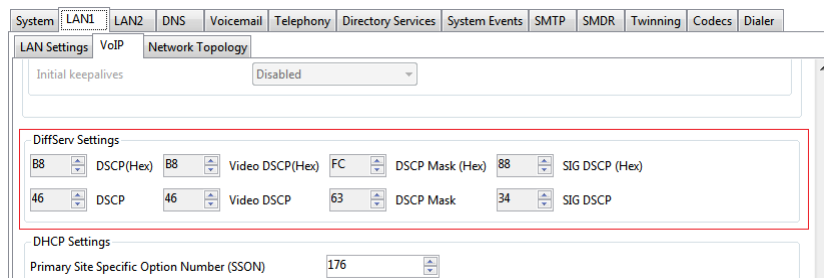 System LAN1 LAN2 DNS Voicemail Telephony Directory Services System Events SMTP SMDR Twinning Codecs Dialer
LAN Settings VoIP Network Topology
Initial keepalives Disabled
DiffServ Settings
B8 DSCP(Hex) B8 Video DSCP(Hex) FC DSCP Mask (Hex) 88 SIG DSCP (Hex)
46 DSCP 46 Video DSCP 63 DSCP Mask 34 SIG DSCP
DHCP Settings
Primary Site Specific Option Number (SSON) 176